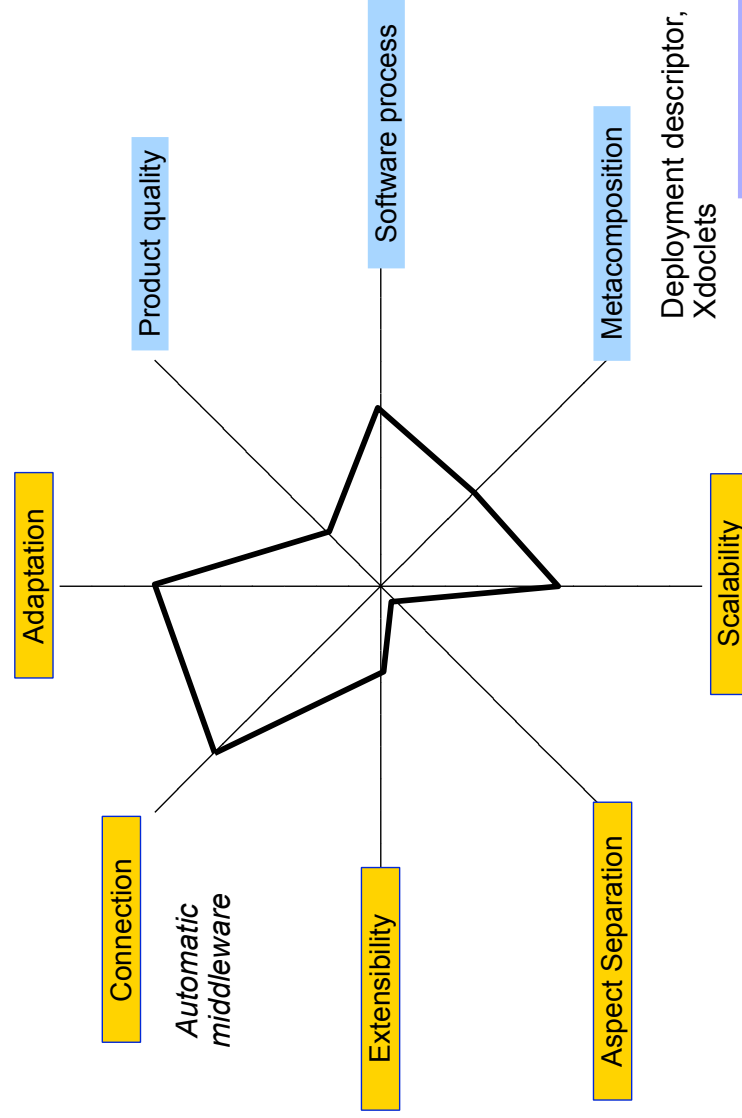 Adaptation
Connection
Product quality
Automatic
middleware
Extensibility
Software process
Aspect Separation
Metacomposition
Deployment descriptor,
Xdoclets
Scalability